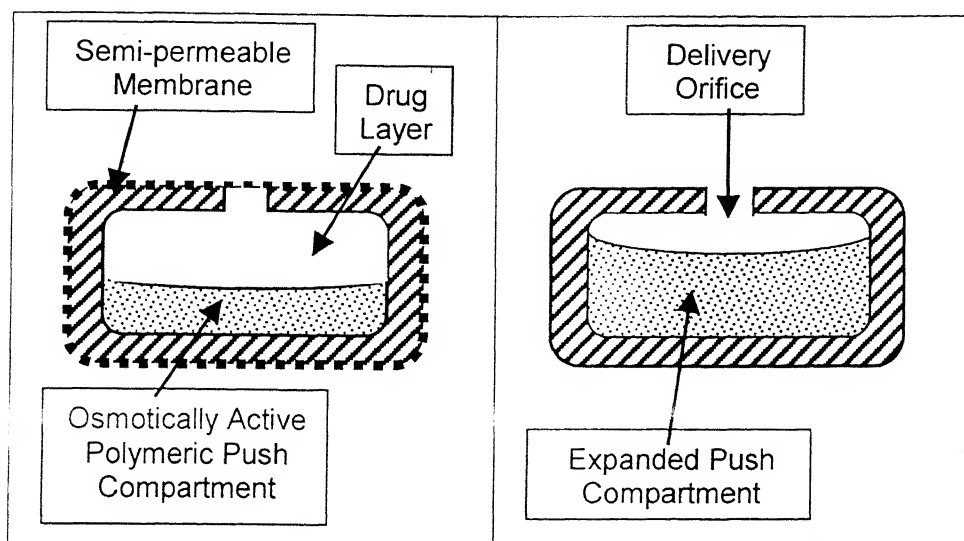 Semi-permeable
Membrane
Drug
Layer
Osmotically Active
Polymeric Push
Compartment
Delivery
Orifice
Expanded Push
Compartment